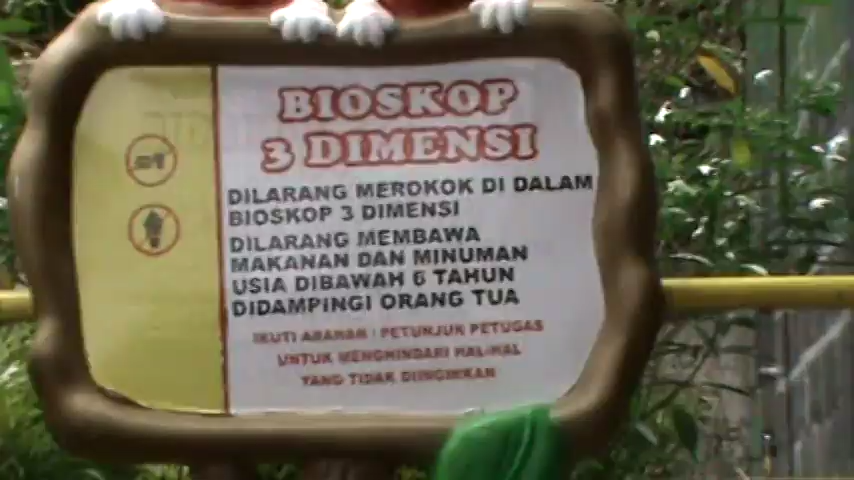 BIOSKOP
3 DIMENSI
DILARANG MEROKOK DI DALAM
BIOSKOP 3 DIMENSI
DILARANG MEMBAWA
MAKANAN DAN MINUMAN
USIA DIBAWAH 6 TAHUN
DIDAMPINGI ORANG TUA
IKUTI ARAHAN / PETUNJUK PETUGAS
UNTUK MENGHINDARI HAL-HAL
YANG TIDAK DIINGINKAN